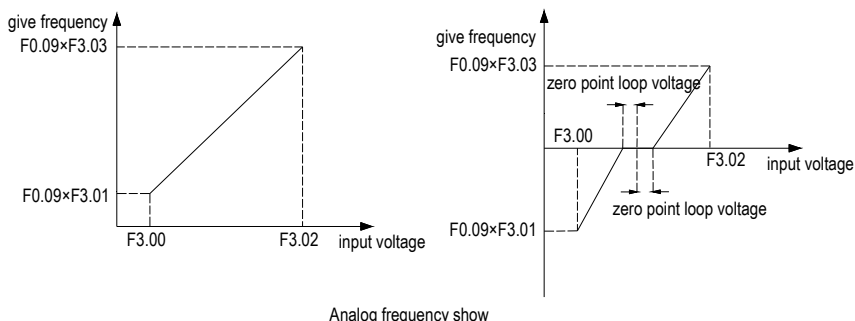 give frequency
F0.09×F3.03
F0.09×F3.01
F3.00
F3.02
input voltage
give frequency
F0.09×F3.03
zero point loop voltage
F3.00
F3.02
input voltage
zero point loop voltage
F0.09×F3.01
Analog frequency show